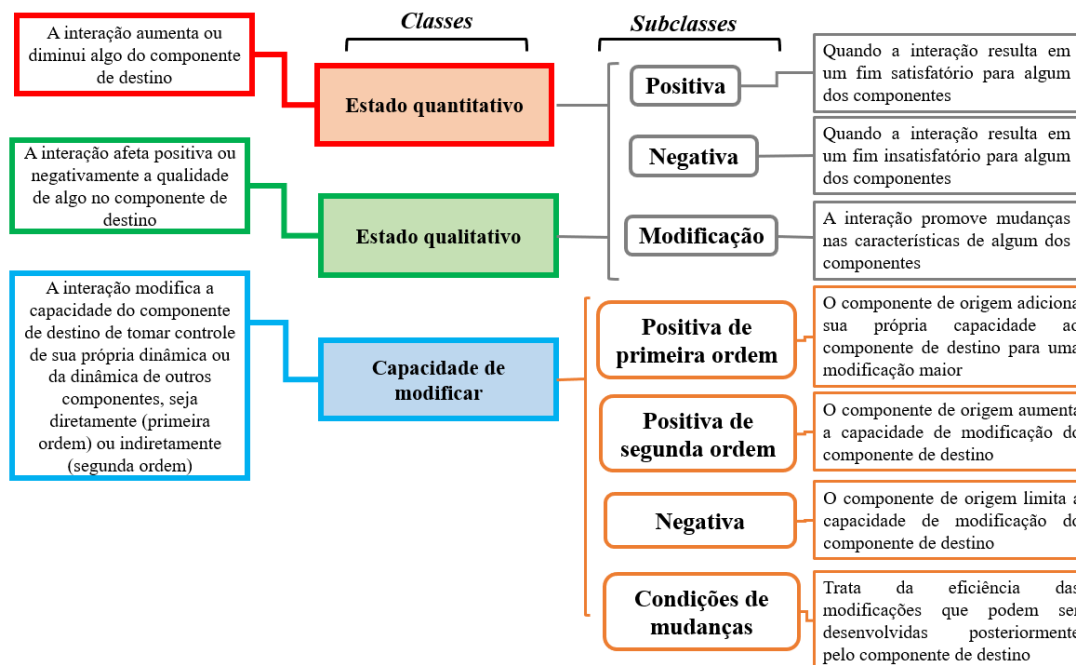 Classes
Subclasses
A interação aumenta ou
diminui algo do componente
de destino
Estado quantitativo
A interação afeta positiva ou
negativamente a qualidade
de algo no componente de
destino
Estado qualitativo
A interação modifica a
capacidade do componente
de destino de tomar controle
de sua própria dinâmica ou
da dinâmica de outros
componentes, seja
diretamente (primeira
ordem) ou indiretamente
(segunda ordem)
Capacidade de
modificar
Positiva
Quando a interação resulta em
um fim satisfatório para algum
dos componentes
Negativa
Quando a interação resulta em
um fim insatisfatório para algum
dos componentes
Modificação
A interação promove mudanças
nas características de algum dos
componentes
Positiva de
primeira ordem
O componente de origem adiciona
sua própria capacidade ao
componente de destino para uma
modificação maior
Positiva de
segunda ordem
O componente de origem aumenta
a capacidade de modificação do
componente de destino
Negativa
O componente de origem limita a
capacidade de modificação do
componente de destino
Condições de
mudanças
Trata da eficiência das
modificações que podem ser
desenvolvidas posteriormente
pelo componente de destino